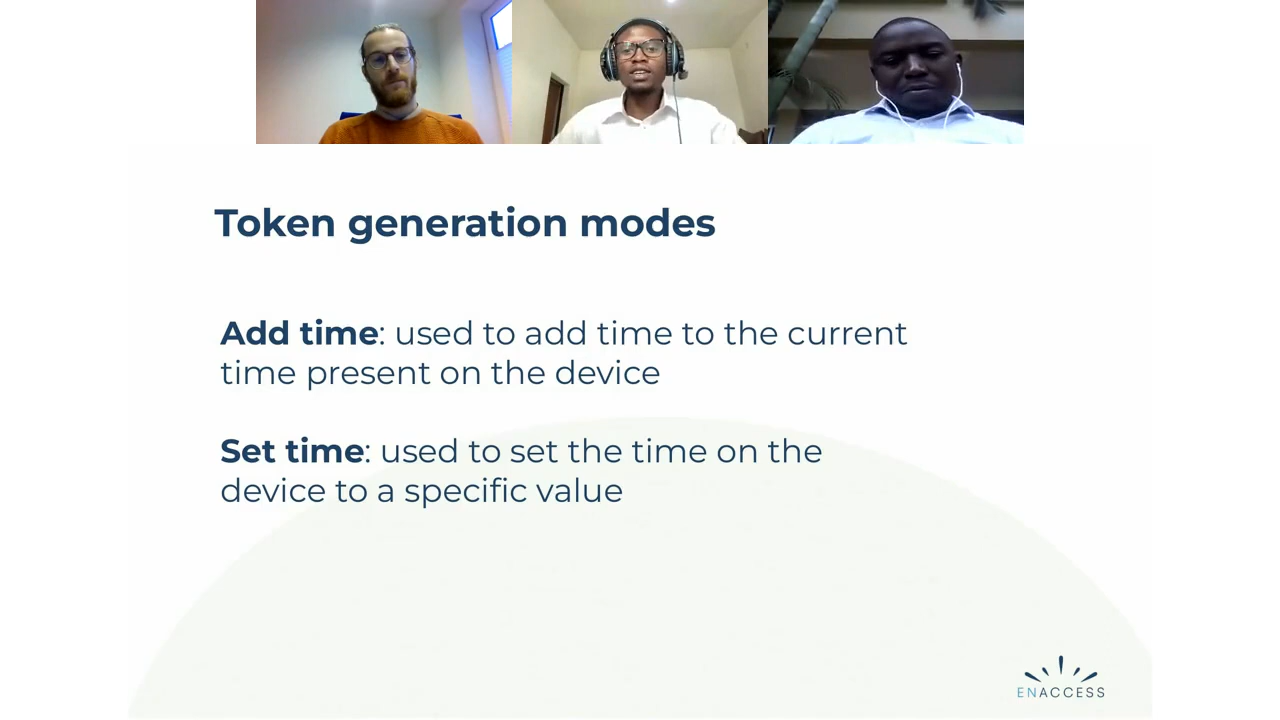 Token generation modes
Add time: used to add time to the current
time present on the device
Set time: used to set the time on the
device to a specific value
ENACCESS